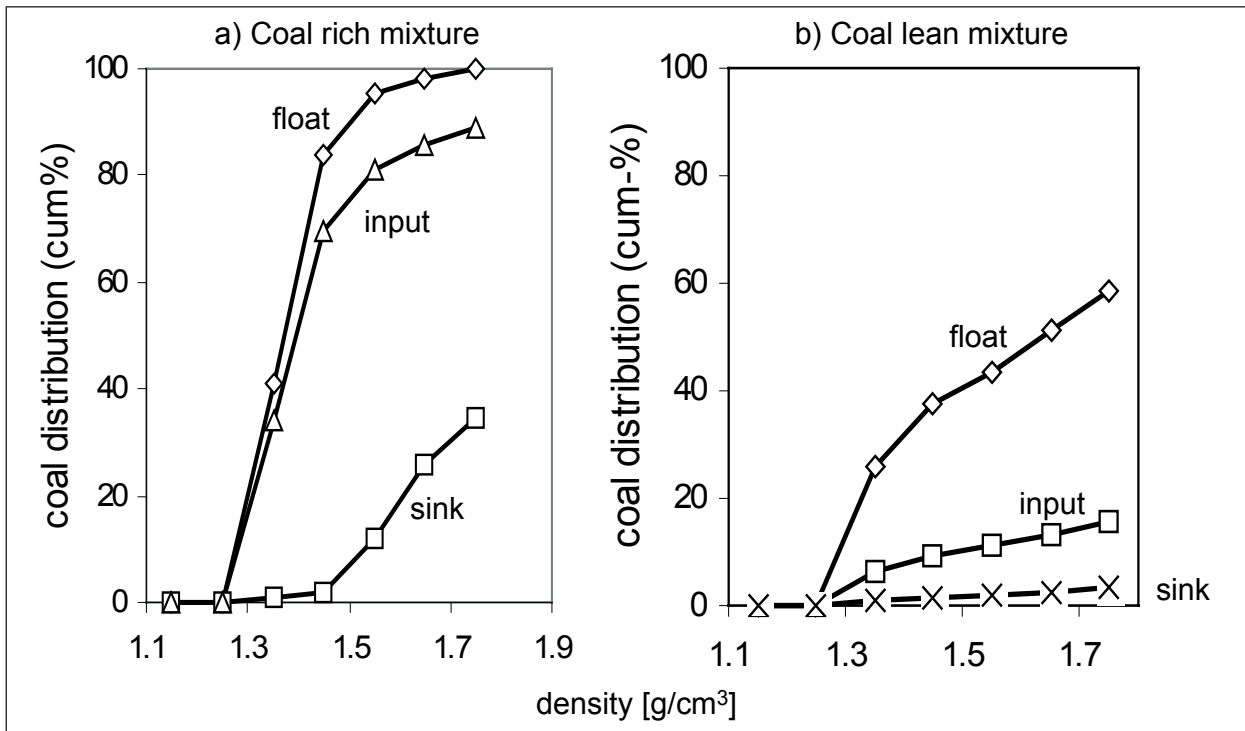 a) Coal rich mixture
coal distribution (cum%)
100
80
60
40
20
0
float
input
sink
1.1
1.3
1.5
1.7
1.9
b) Coal lean mixture
coal distribution (cum-%)
100
80
60
40
20
0
float
input
sink
1.1
1.3
1.5
1.7
density [g/cm³]